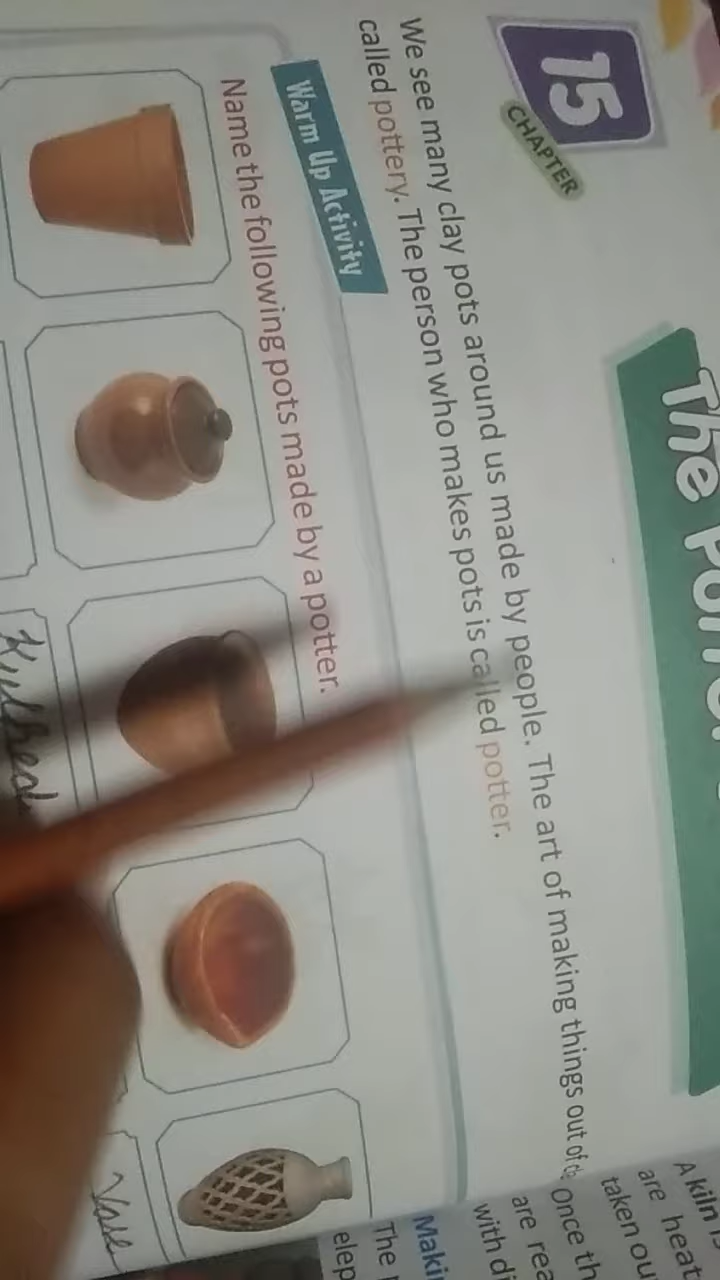 15
CHAPTER
The
We see many clay pots around us made by people. The art of making things out of
called pottery. The person who makes pots is called potter.
Warm Up Activity
Name the following pots made by a potter.
Vase
A kiln is
are heat
taken ou
Once th
are rea
with di
Maki
The
elep